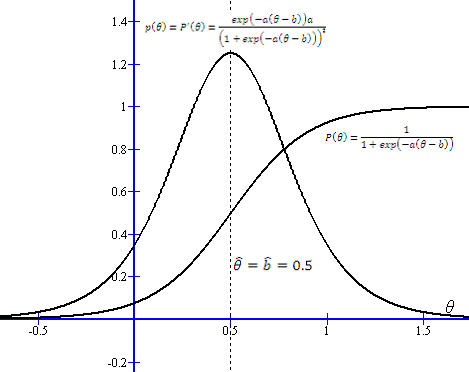 1.4
p(θ) = P'(θ) = exp(-a(θ-b))a / (1 + exp(-a(θ-b)))²
1.2
1
P(θ) = 1 / 1 + exp(-a(θ-b))
0.8
0.6
0.4
0.2
θ̂ = b̂ = 0.5
θ
-0.5 0.5 1 1.5
-0.2